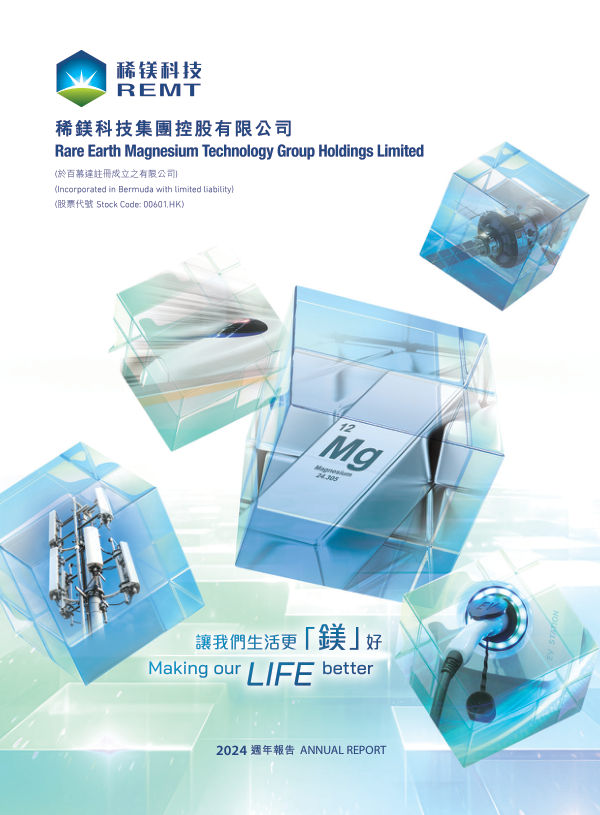 稀镁科技
REMT
稀鎂科技集團控股有限公司
Rare Earth Magnesium Technology Group Holdings Limited
(於百慕達註冊成立之有限公司)
(Incorporated in Bermuda with limited liability)
(股票代號 Stock Code: 00601.HK)
12
Mg
Magnesium
24.305
EV STATION
讓我們生活更「鎂」好
Making our LIFE better
2024 週年報告 ANNUAL REPORT